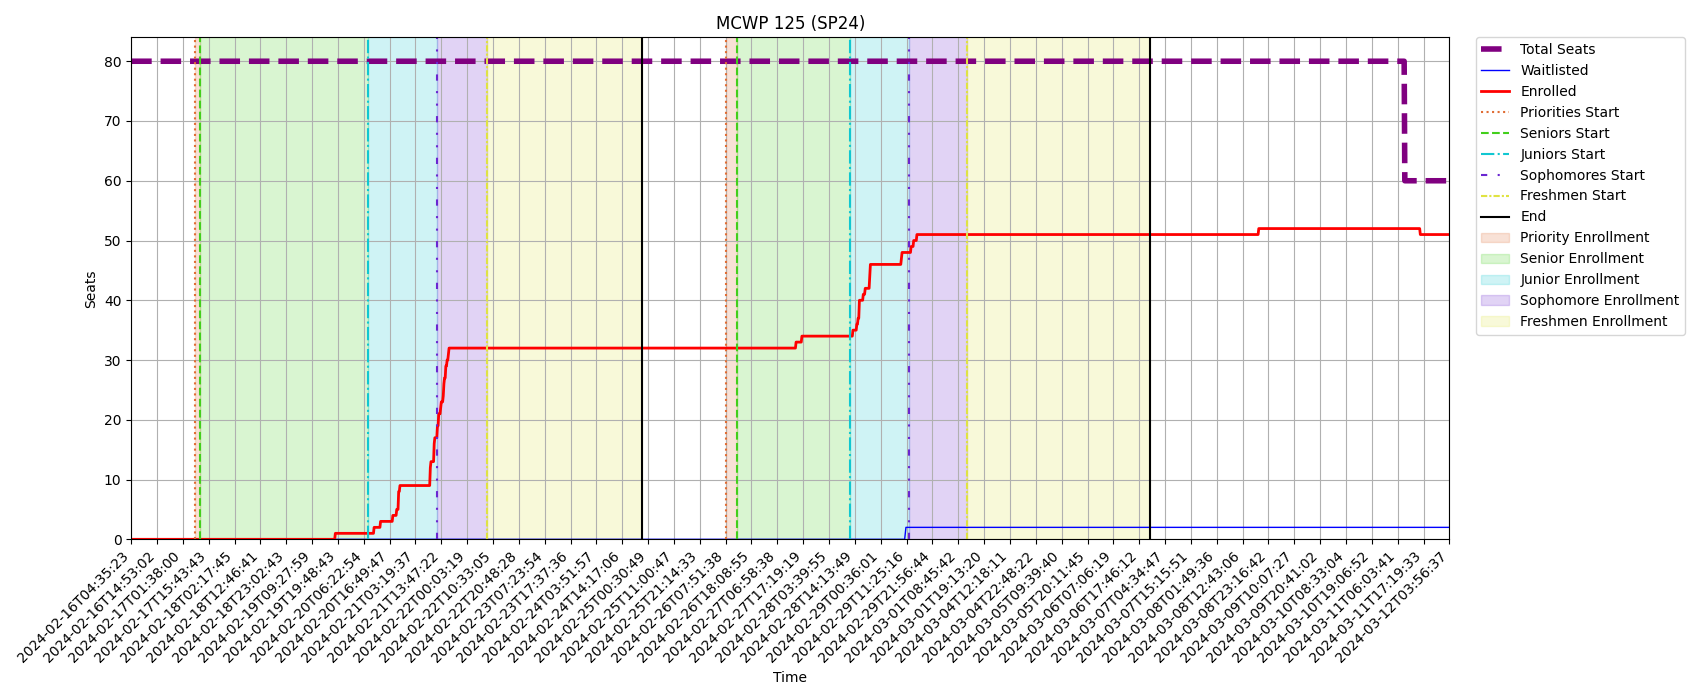 MCWP 125 (SP24)
Seats
80
70
60
50
40
30
20
10
0
2024-02-16T04:35:23
2024-02-16T14:53:02
2024-02-17T01:38:00
2024-02-17T15:43:43
2024-02-18T02:17:45
2024-02-18T12:46:41
2024-02-18T23:02:43
2024-02-19T09:27:59
2024-02-19T19:48:43
2024-02-20T06:22:54
2024-02-20T16:49:47
2024-02-21T03:19:37
2024-02-21T13:47:22
2024-02-22T00:03:19
2024-02-22T10:33:05
2024-02-22T20:48:28
2024-02-23T07:23:54
2024-02-23T17:37:36
2024-02-24T03:51:57
2024-02-24T14:17:06
2024-02-25T00:30:49
2024-02-25T11:00:47
2024-02-25T21:14:33
2024-02-26T07:51:38
2024-02-26T18:08:55
2024-02-27T06:58:38
2024-02-27T17:19:19
2024-02-28T03:39:55
2024-02-28T14:13:49
2024-02-29T00:36:01
2024-02-29T11:25:16
2024-02-29T21:56:44
2024-03-01T08:45:42
2024-03-01T19:13:20
2024-03-04T12:18:11
2024-03-04T22:48:22
2024-03-05T09:39:40
2024-03-05T20:11:45
2024-03-06T07:06:19
2024-03-06T17:46:12
2024-03-07T04:34:47
2024-03-07T15:15:51
2024-03-08T01:49:36
2024-03-08T12:43:06
2024-03-08T23:16:42
2024-03-09T10:07:27
2024-03-09T20:41:02
2024-03-10T08:33:04
2024-03-10T19:06:52
2024-03-11T06:03:41
2024-03-11T17:19:33
2024-03-12T03:56:37
Time
Total Seats
Waitlisted
Enrolled
Priorities Start
Seniors Start
Juniors Start
Sophomores Start
Freshmen Start
End
Priority Enrollment
Senior Enrollment
Junior Enrollment
Sophomore Enrollment
Freshmen Enrollment